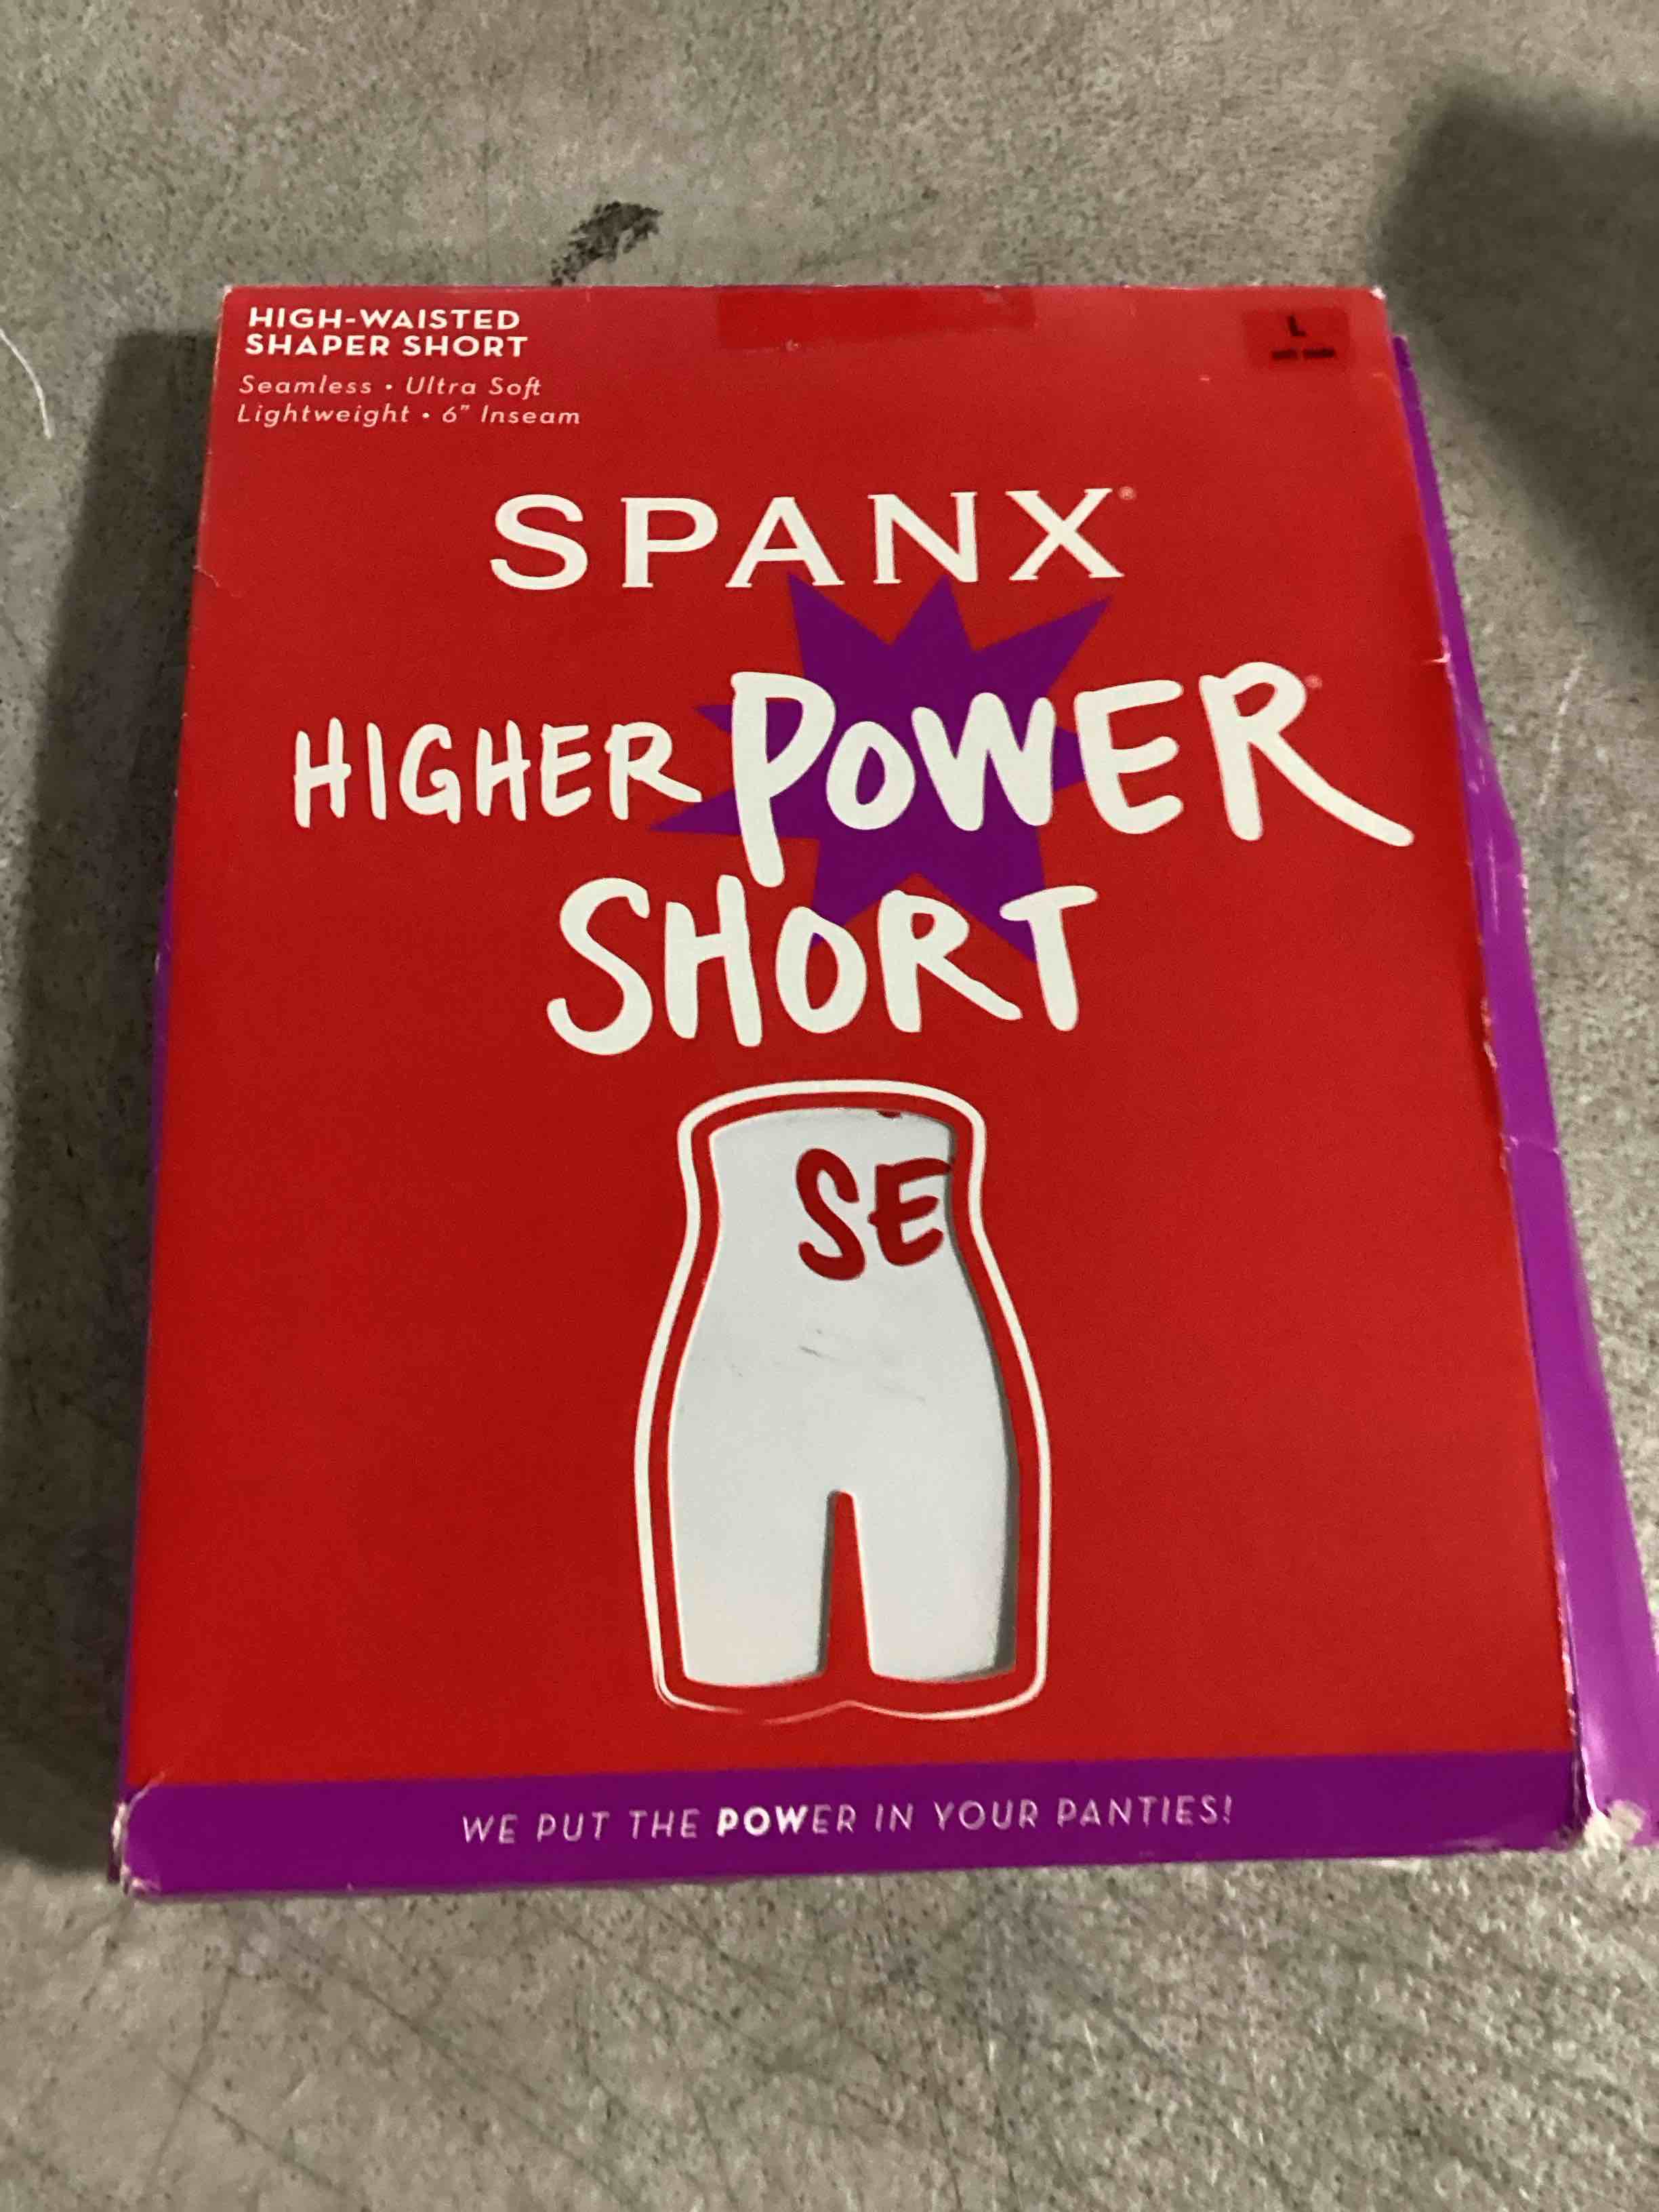 HIGH-WAISTED
SHAPER SHORT
Seamless • Ultra Soft
Lightweight • 6” Inseam
L
SPANX®
HIGHER POWER®
SHORT
SE
WE PUT THE POWER IN YOUR PANTIES!